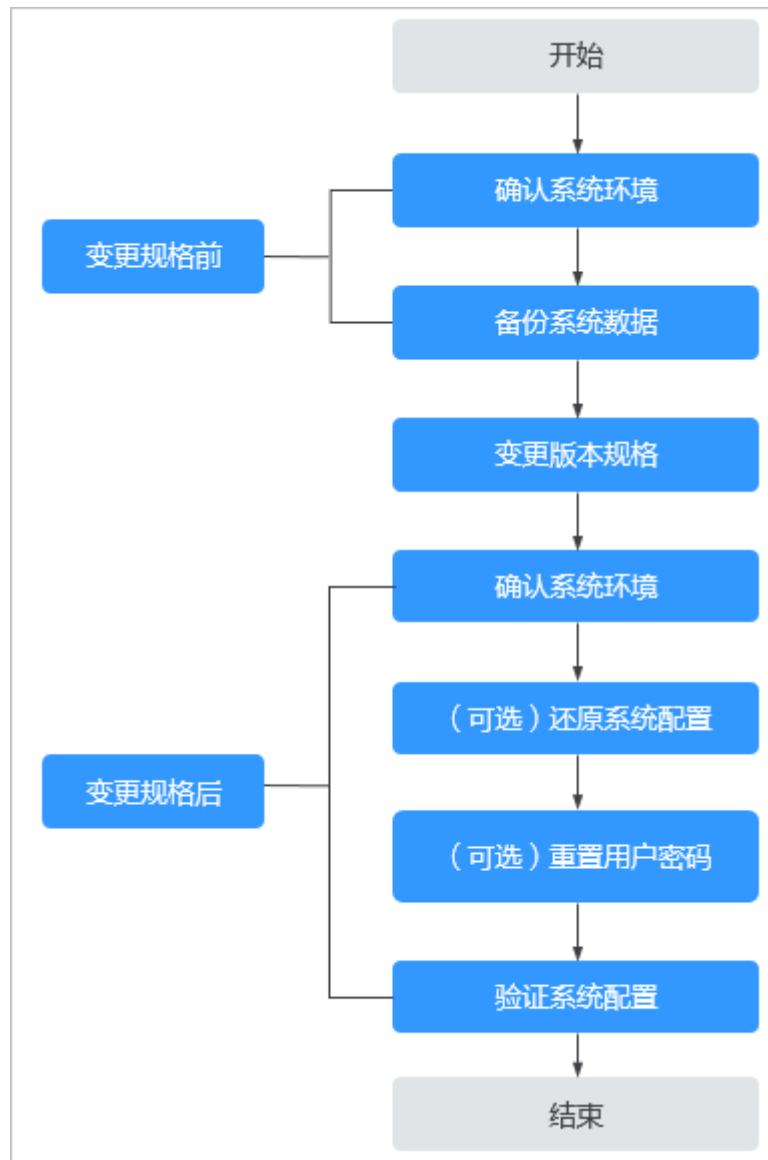 开始
确认系统环境
变更规格前
备份系统数据
变更版本规格
确认系统环境
（可选）还原系统配置
变更规格后
（可选）重置用户密码
验证系统配置
结束